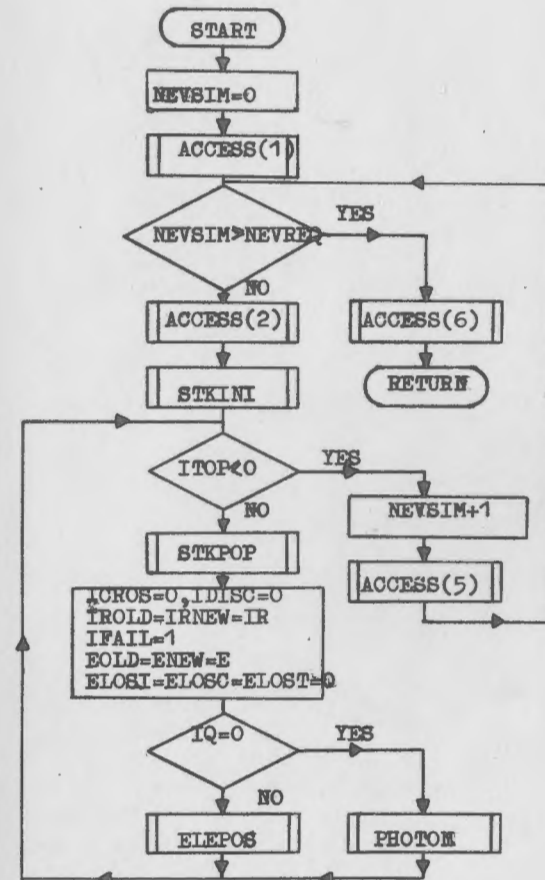 START
NEVSIM=0
ACCESS(1)
NEVSIM>NEVREQ
YES
NO
ACCESS(2)
ACCESS(6)
STKINI
RETURN
ITOP<0
YES
NO
NEVSIM+1
STKPOP
ACCESS(5)
ICROS=0,IDISC=0
IROLD=IRNEW=IR
IFAIL=1
EOLD=ENEW=E
ELOSI=ELOSC=ELOST=0
IQ=0
YES
NO
ELEPOS
PHOTON